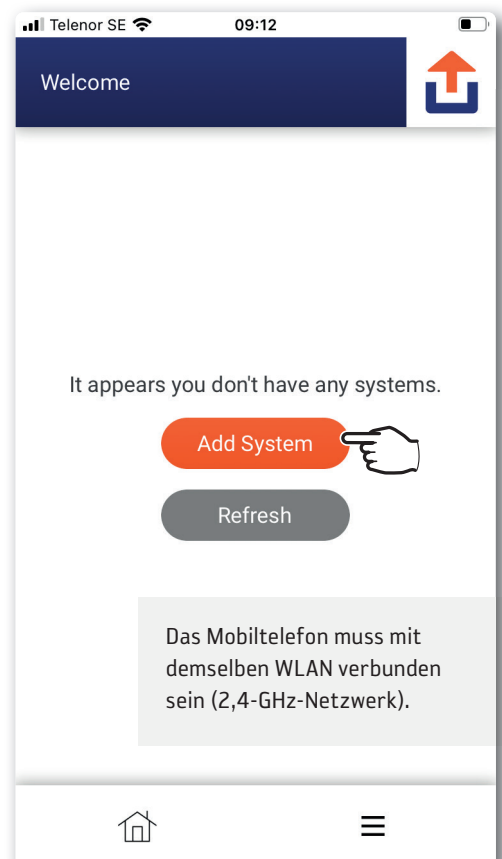 Telenor SE 09:12
Welcome
It appears you don't have any systems.
Add System
Refresh
Das Mobiltelefon muss mit
demselben WLAN verbunden
sein (2,4-GHz-Netzwerk).